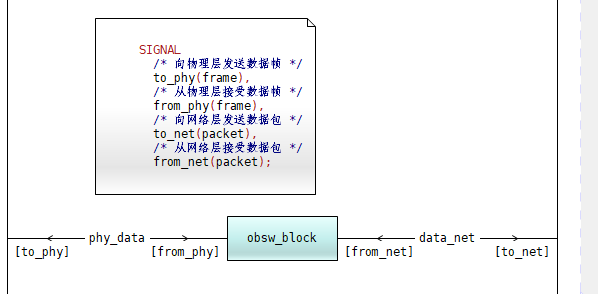 SIGNAL
/* 向物理层发送数据桢 */
to_phy(frame),
/* 从物理层接受数据桢 */
from_phy(frame),
/* 向网络层发送数据包 */
to_net(packet),
/* 从网络层接受数据包 */
from_net(packet);
phy_data obsw_block data_net
[to_phy] [from_phy] [from_net] [to_net]